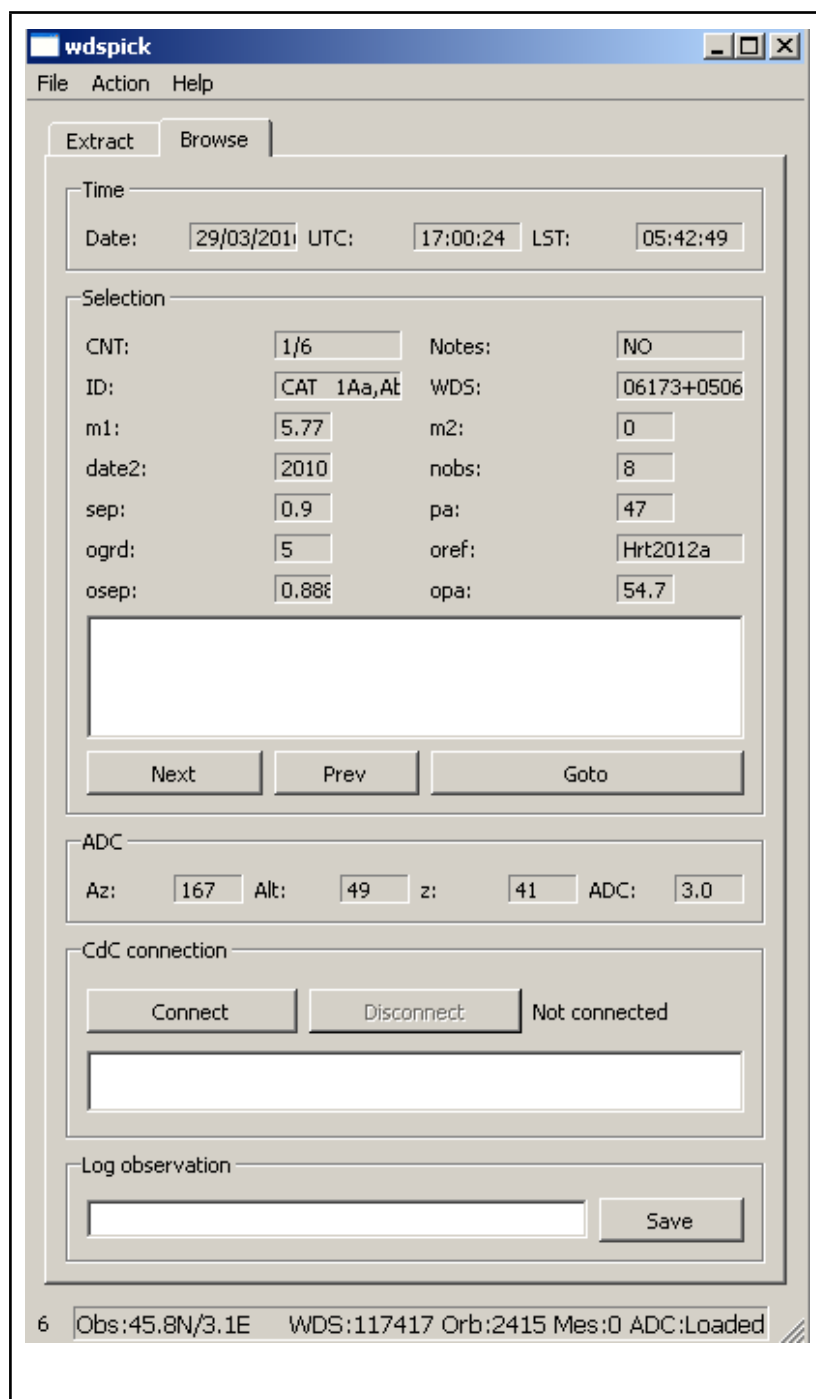 wdspick
File Action Help
Extract Browse
Time
Date: 29/03/201 UTC: 17:00:24 LST: 05:42:49
Selection
CNT: 1/6 Notes: NO
ID: CAT 1Aa,Ab WDS: 06173+0506
m1: 5.77 m2: 0
date2: 2010 nobs: 8
sep: 0.9 pa: 47
ogrd: 5 oref: Hrt2012a
osep: 0.888 opa: 54.7
Next Prev Goto
ADC
Az: 167 Alt: 49 z: 41 ADC: 3.0
CdC connection
Connect Disconnect Not connected
Log observation
Save
6 Obs:45.8N/3.1E WDS:117417 Orb:2415 Mes:0 ADC:Loaded